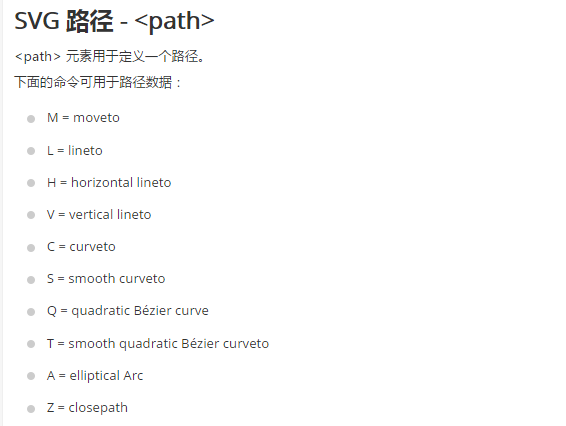 SVG 路径 - <path>
<path> 元素用于定义一个路径。
下面的命令可用于路径数据：
M = moveto
L = lineto
H = horizontal lineto
V = vertical lineto
C = curveto
S = smooth curveto
Q = quadratic Bézier curve
T = smooth quadratic Bézier curveto
A = elliptical Arc
Z = closepath